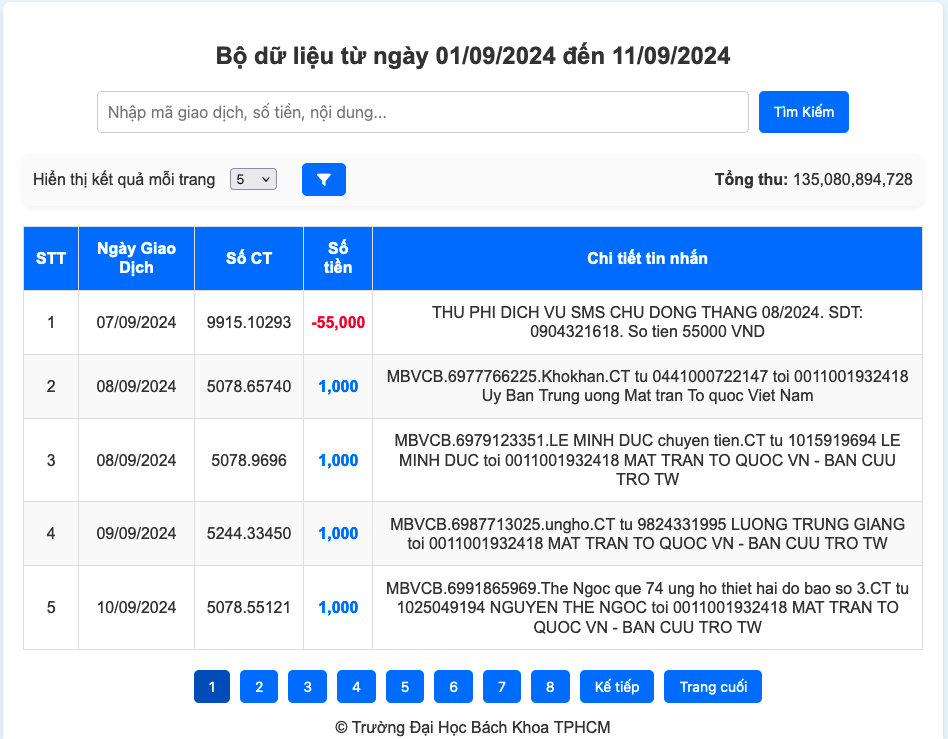 Bộ dữ liệu từ ngày 01/09/2024 đến 11/09/2024
Nhập mã giao dịch, số tiền, nội dung...
Tìm Kiếm
Hiển thị kết quả mỗi trang 5
Tổng thu: 135,080,894,728
STT
Ngày Giao
Dịch
Số CT
Số
tiền
Chi tiết tin nhắn
1
07/09/2024
9915.10293
-55,000
THU PHI DICH VU SMS CHU DONG THANG 08/2024. SDT:
0904321618. So tien 55000 VND
2
08/09/2024
5078.65740
1,000
MBVCB.6977766225.Khokhan.CT tu 0441000722147 toi 0011001932418
Uy Ban Trung uong Mat tran To quoc Viet Nam
3
08/09/2024
5078.9696
1,000
MBVCB.6979123351.LE MINH DUC chuyen tien.CT tu 1015919694 LE
MINH DUC toi 0011001932418 MAT TRAN TO QUOC VN - BAN CUU
TRO TW
4
09/09/2024
5244.33450
1,000
MBVCB.6987713025.ungho.CT tu 9824331995 LUONG TRUNG GIANG
toi 0011001932418 MAT TRAN TO QUOC VN - BAN CUU TRO TW
5
10/09/2024
5078.55121
1,000
MBVCB.6991865969.The Ngoc que 74 ung ho thiet hai do bao so 3.CT tu
1025049194 NGUYEN THE NGOC toi 0011001932418 MAT TRAN TO
QUOC VN - BAN CUU TRO TW
1 2 3 4 5 6 7 8 Kế tiếp Trang cuối
© Trường Đại Học Bách Khoa TPHCM